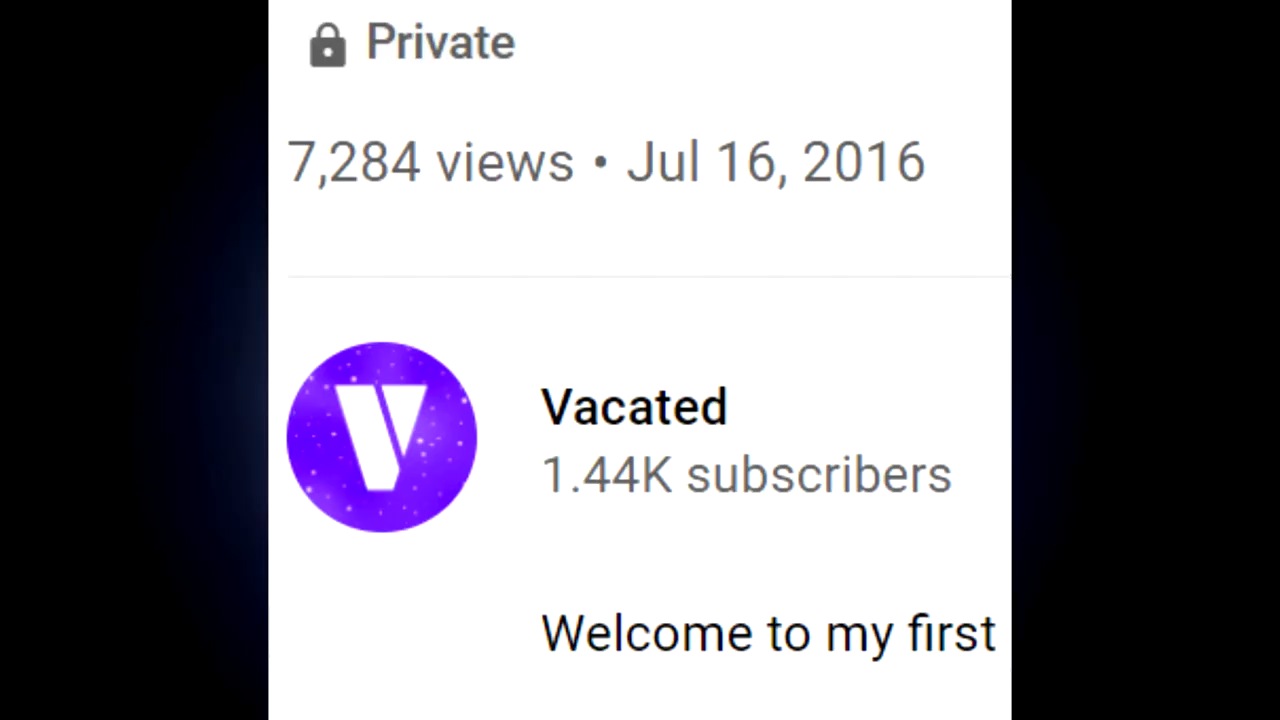 Private
7,284 views • Jul 16, 2016
V
Vacated
1.44K subscribers
Welcome to my first